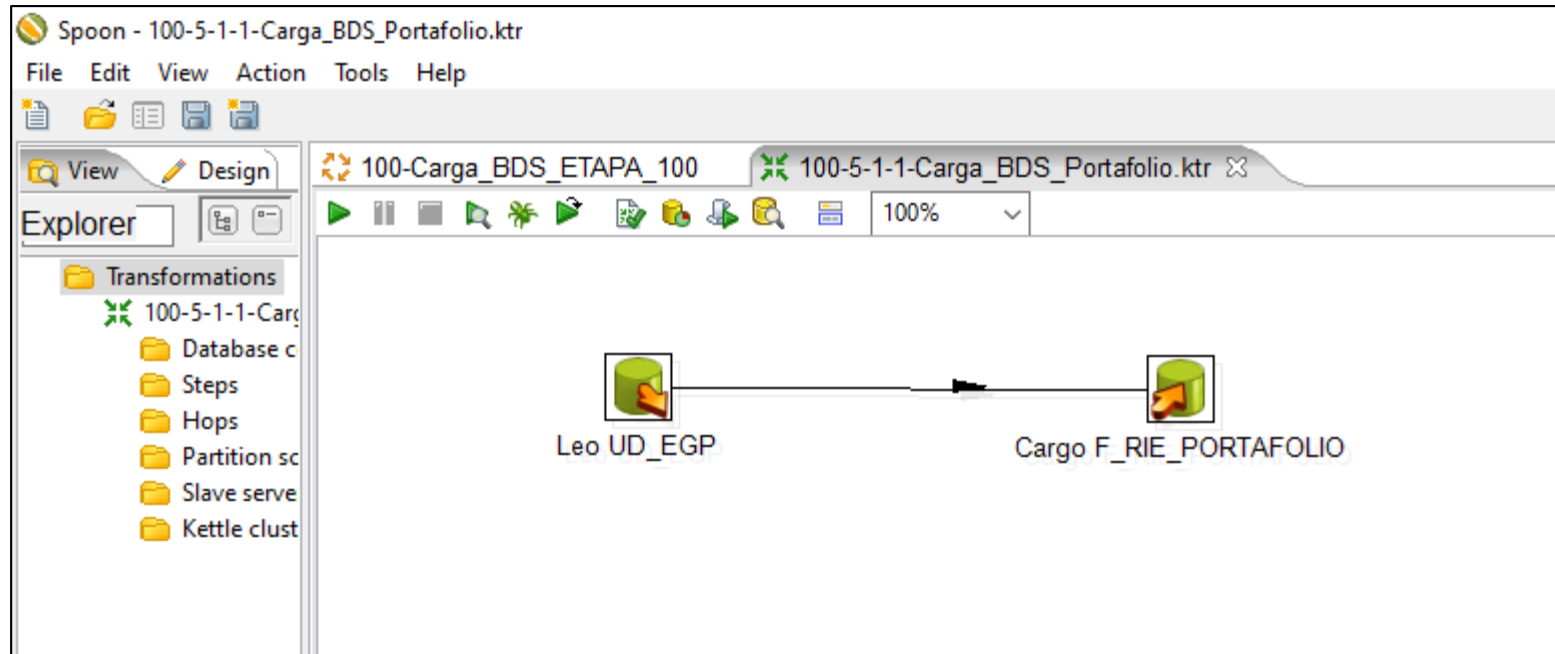 Spoon - 100-5-1-1-Carga_BDS_Portafolio.ktr
File Edit View Action Tools Help
View Design
100-Carga_BDS_ETAPA_100 100-5-1-1-Carga_BDS_Portafolio.ktr
Explorer
100%
Transformations
100-5-1-1-Carg
Database c
Steps
Hops
Partition sc
Slave serve
Kettle clust
Leo UD_EGP
Cargo F_RIE_PORTAFOLIO